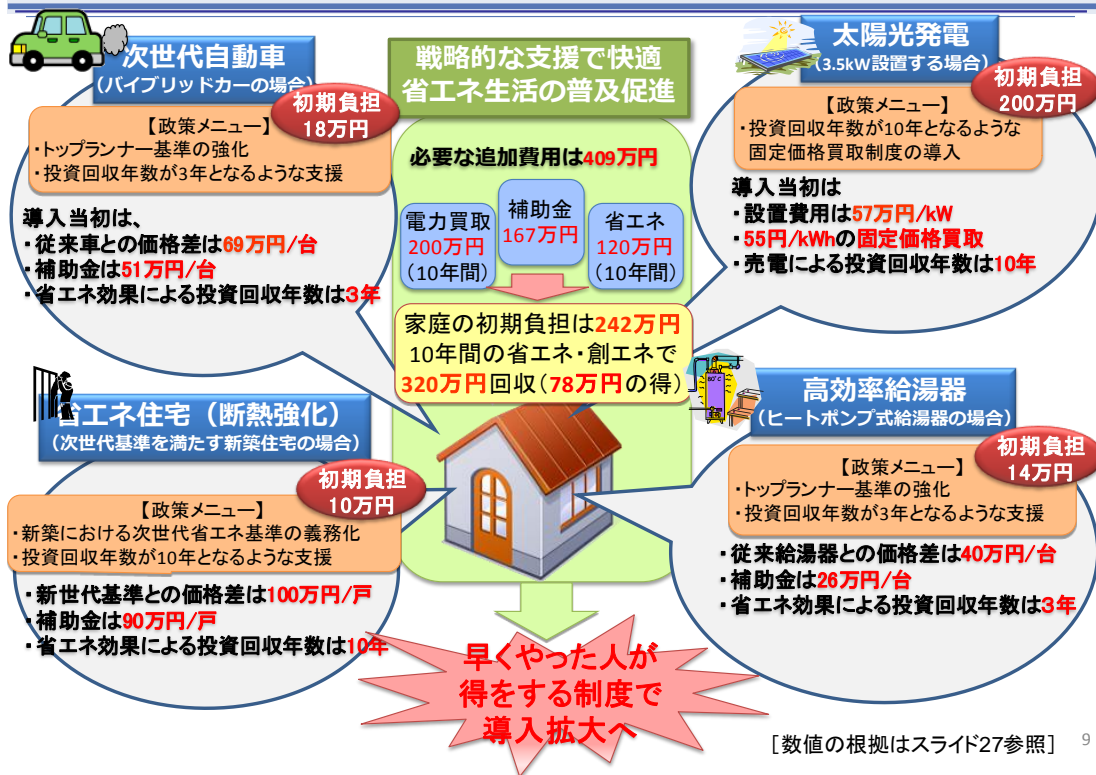 次世代自動車
（バイブリッドカーの場合）
初期負担
18万円
【政策メニュー】
・トップランナー基準の強化
・投資回収年数が3年となるような支援
導入当初は、
・従来車との価格差は69万円/台
・補助金は51万円/台
・省エネ効果による投資回収年数は3年
戦略的な支援で快適
省エネ生活の普及促進
必要な追加費用は409万円
電力買取
200万円
（10年間）
補助金
167万円
省エネ
120万円
（10年間）
家庭の初期負担は242万円
10年間の省エネ・創エネで
320万円回収（78万円の得）
太陽光発電
（3.5kW設置する場合）
初期負担
200万円
【政策メニュー】
・投資回収年数が10年となるような
固定価格買取制度の導入
導入当初は
・設置費用は57万円/kW
・55円/kWhの固定価格買取
・売電による投資回収年数は10年
省エネ住宅（断熱強化）
（次世代基準を満たす新築住宅の場合）
初期負担
10万円
【政策メニュー】
・新築における次世代省エネ基準の義務化
・投資回収年数が10年となるような支援
・新世代基準との価格差は100万円/戸
・補助金は90万円/戸
・省エネ効果による投資回収年数は10年
高効率給湯器
（ヒートポンプ式給湯器の場合）
初期負担
14万円
【政策メニュー】
・トップランナー基準の強化
・投資回収年数が3年となるような支援
・従来給湯器との価格差は40万円/台
・補助金は26万円/台
・省エネ効果による投資回収年数は3年
早くやった人が
得をする制度で
導入拡大へ
［数値の根拠はスライド27参照］
9